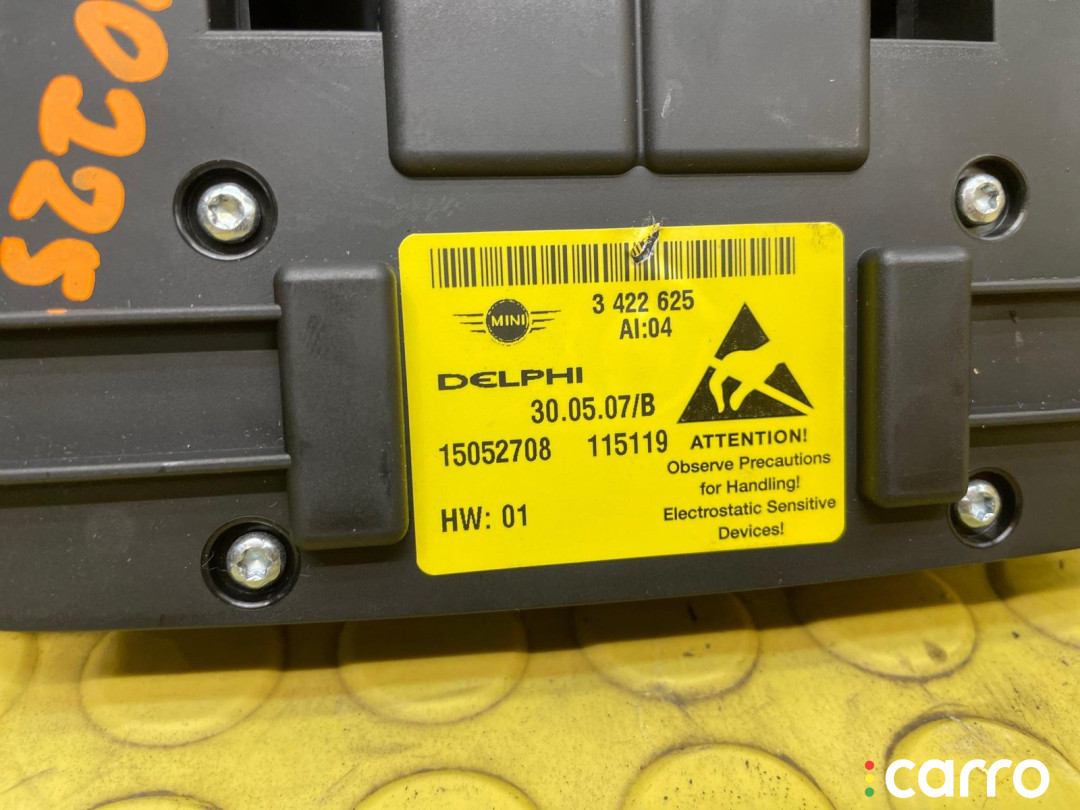 0225
MINI
3 422 625
AI:04
DELPHI
30.05.07/B
15052708 115119
HW: 01
ATTENTION!
Observe Precautions
for Handling!
Electrostatic Sensitive
Devices!
carro